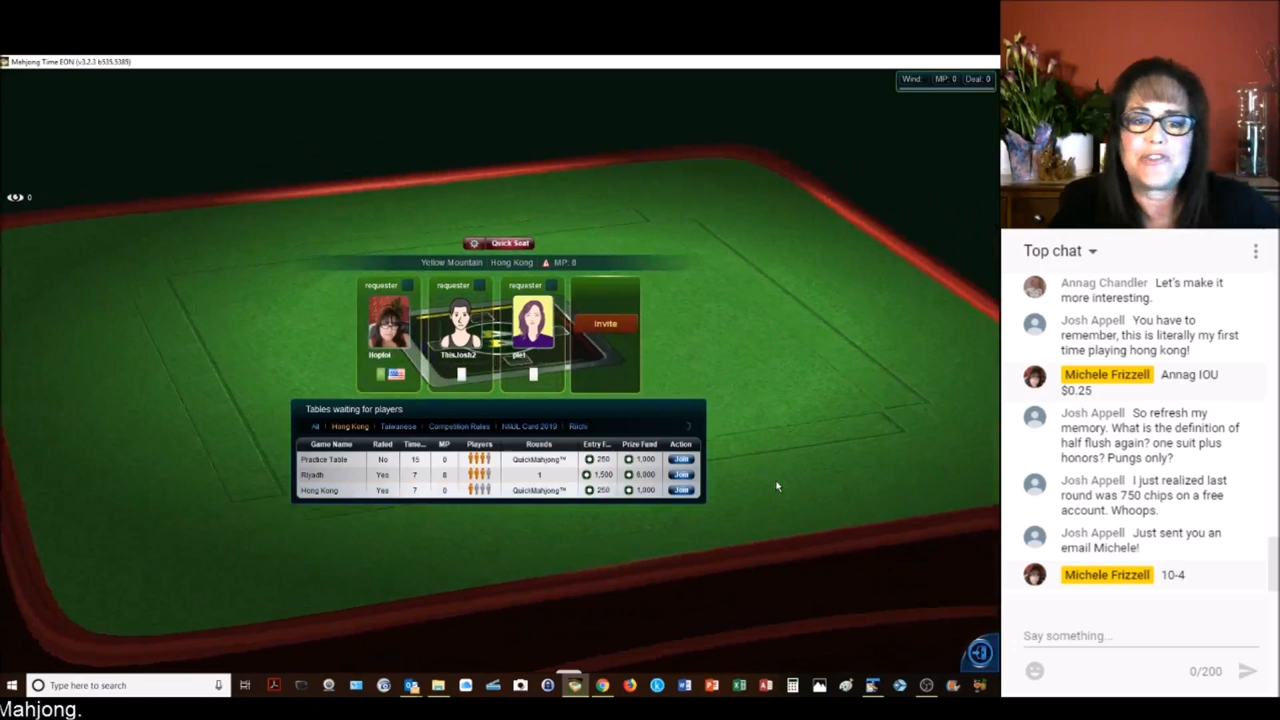 Mahjong Time EON (v3.2.3 b535.5385)
Wind: MP: 0 Deal: 0
0
Quick Seat
Yellow Mountain Hong Kong MP: 8
requester requester requester
Invite
Hoploi ThisJosh2 pie1
Tables waiting for players
All Hong Kong Taiwanese Competition Rules NMJL Card 2019 Riichi
Game Name Rated Time... MP Players Rounds Entry F... Prize Fund Action
Practice Table No 15 0 QuickMahjong™ 250 1,000 Join
Riyadh Yes 7 8 1 1,500 6,000 Join
Hong Kong Yes 7 0 QuickMahjong™ 250 1,000 Join
Type here to search
Mahjong.
Top chat
Annag Chandler Let's make it
more interesting.
Josh Appell You have to
remember, this is literally my first
time playing hong kong!
Michele Frizzell Annag IOU
$0.25
Josh Appell So refresh my
memory. What is the definition of
half flush again? one suit plus
honors? Pungs only?
Josh Appell I just realized last
round was 750 chips on a free
account. Whoops.
Josh Appell Just sent you an
email Michele!
Michele Frizzell 10-4
Say something...
0/200